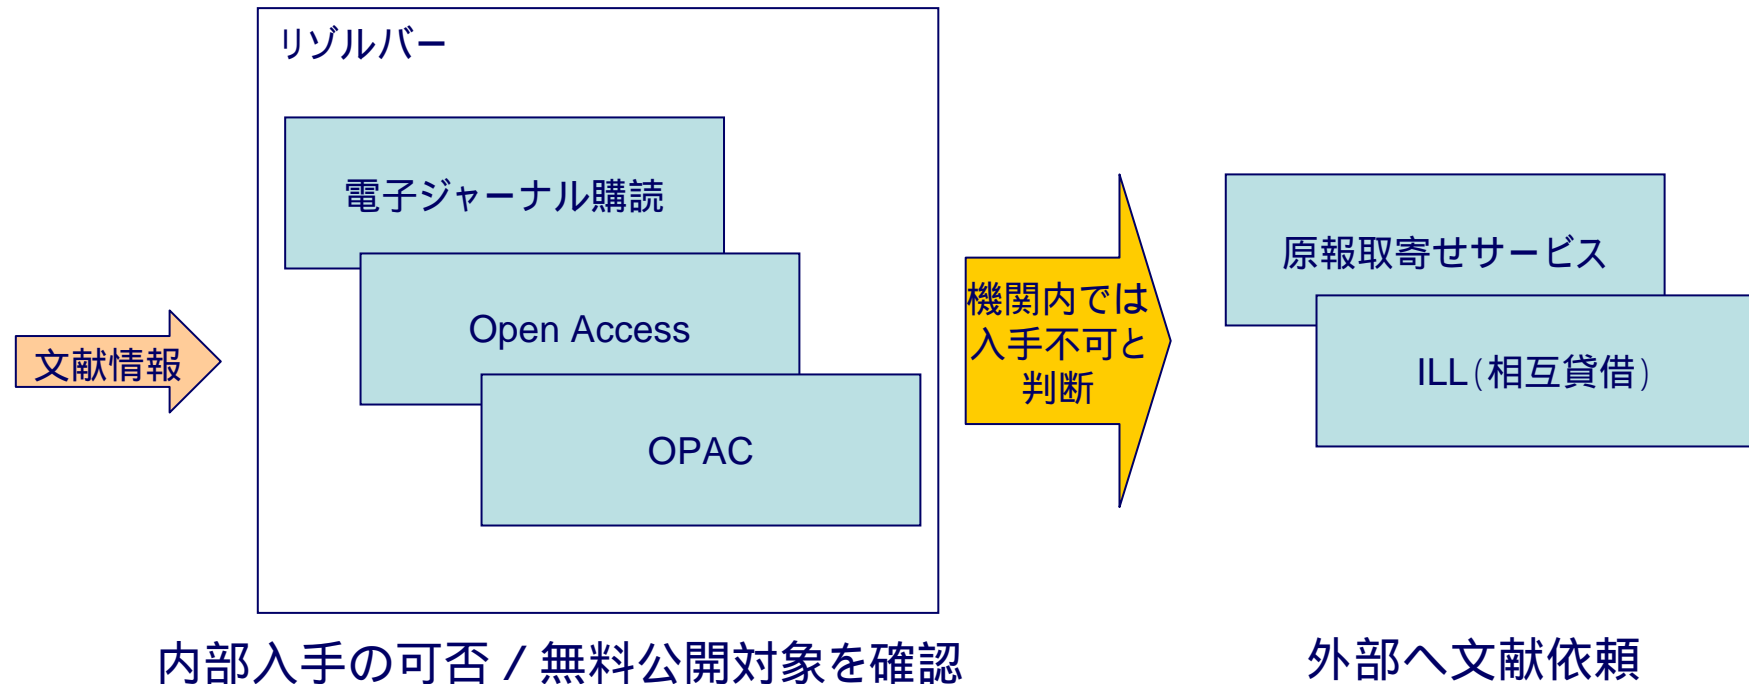 リゾルバー
電子ジャーナル購読
Open Access
OPAC
文献情報
機関内では
入手不可と
判断
原報取寄せサービス
ILL(相互貸借)
内部入手の可否/無料公開対象を確認
外部へ文献依頼